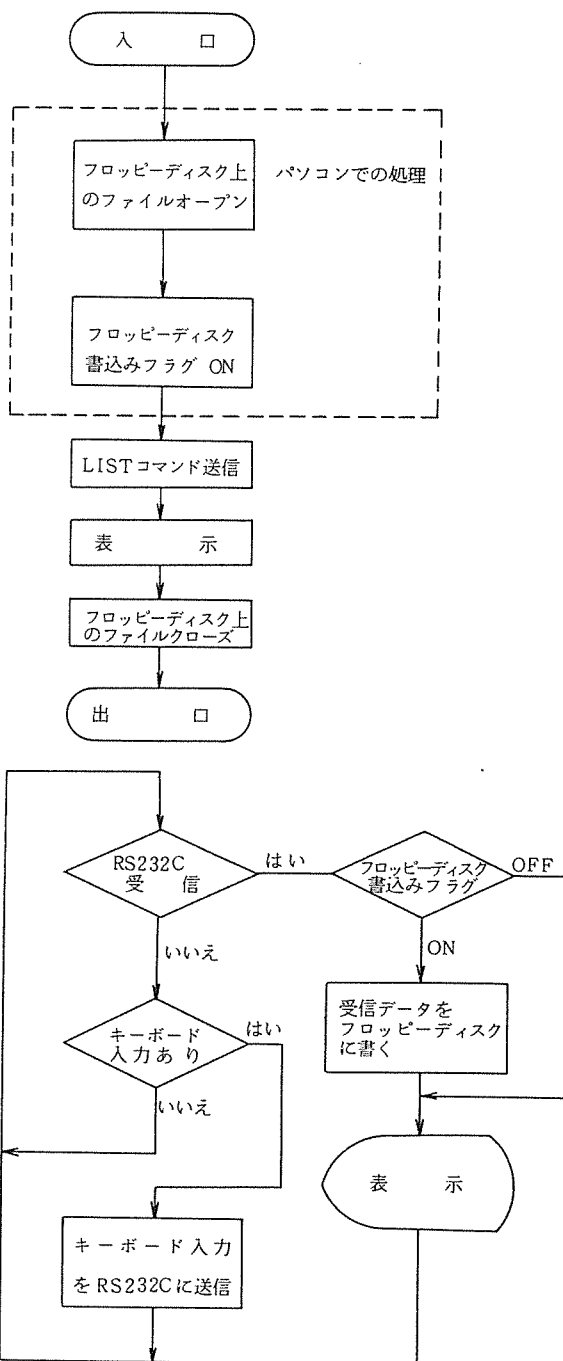 入 口
フロッピーディスク上
のファイルオープン
パソコンでの処理
フロッピーディスク
書込みフラグ ON
LISTコマンド送信
表 示
フロッピーディスク上
のファイルクローズ
出 口
RS232C
受 信
はい
フロッピーディスク
書込みフラグ
OFF
いいえ
ON
受信データを
フロッピーディスク
に書く
キーボード
入力あり
はい
いいえ
表 示
キーボード入力
をRS232Cに送信